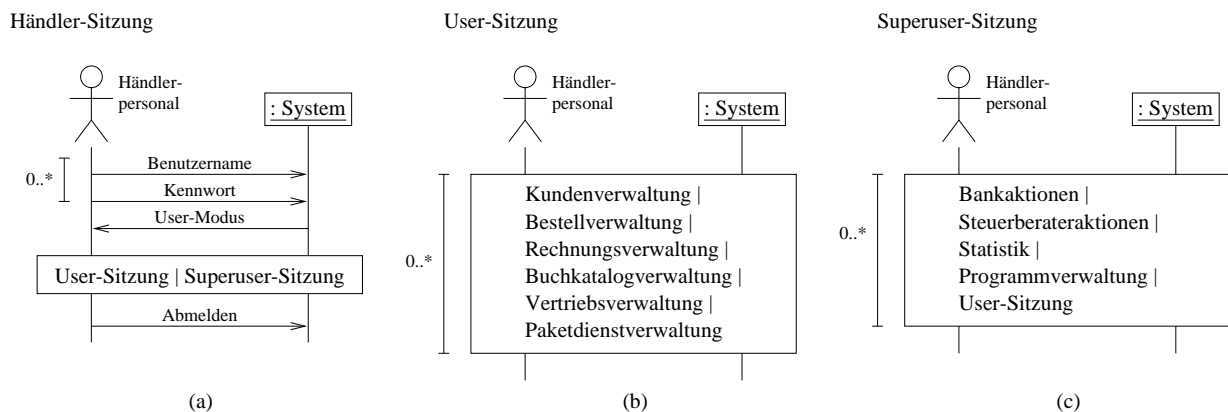 Händler-Sitzung
Händler-
personal
: System
0..*
Benutzername
Kennwort
User-Modus
User-Sitzung | Superuser-Sitzung
Abmelden
(a)
User-Sitzung
Händler-
personal
: System
0..*
Kundenverwaltung |
Bestellverwaltung |
Rechnungsverwaltung |
Buchkatalogverwaltung |
Vertriebsverwaltung |
Paketdienstverwaltung
(b)
Superuser-Sitzung
Händler-
personal
: System
0..*
Bankaktionen |
Steuerberateraktionen |
Statistik |
Programmverwaltung |
User-Sitzung
(c)